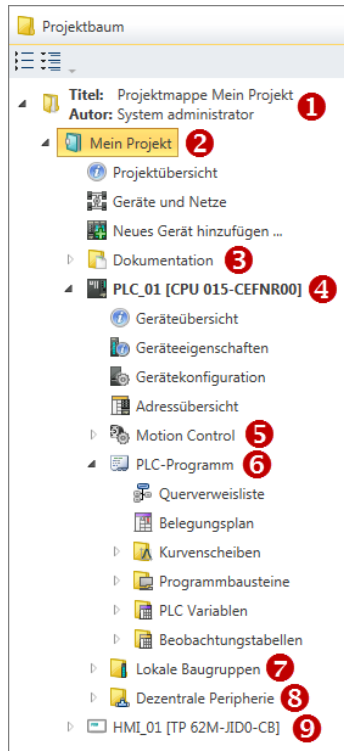 Projektbaum
Titel: Projektmappe Mein Projekt
Autor: System administrator 1
Mein Projekt 2
Projektübersicht
Geräte und Netze
Neues Gerät hinzufügen ...
Dokumentation 3
PLC_01 [CPU 015-CEFNR00] 4
Geräteübersicht
Geräteeigenschaften
Gerätekonfiguration
Adressübersicht
Motion Control 5
PLC-Programm 6
Querverweisliste
Belegungsplan
Kurvenscheiben
Programmbausteine
PLC Variablen
Beobachtungstabellen
Lokale Baugruppen 7
Dezentrale Peripherie 8
HMI_01 [TP 62M-JID0-CB] 9